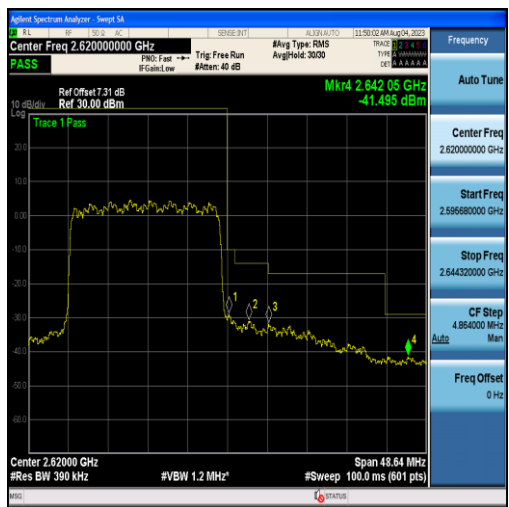 Agilent Spectrum Analyzer - Swept SA
RL RF 50 Ω AC SENSE:INT ALIGN AUTO 11:50:02 AM Aug 04, 2023
Center Freq 2.620000000 GHz
PASS
PNO: Fast
IFGain:Low
Trig: Free Run
#Atten: 40 dB
#Avg Type: RMS
Avg|Hold: 30/30
TRACE 1 2 3 4 5 6
TYPE A
DET A A A A A A
Ref Offset 7.31 dB
Ref 30.00 dBm
10 dB/div
Log
Mkr4 2.642 05 GHz
-41.495 dBm
Trace 1 Pass
20.0
10.0
0.00
-10.0
-20.0
-30.0
-40.0
-50.0
-60.0
1
2
3
4
Center 2.62000 GHz
Span 48.64 MHz
#Res BW 390 kHz
#VBW 1.2 MHz*
#Sweep 100.0 ms (601 pts)
MSG
STATUS
Frequency
Auto Tune
Center Freq
2.620000000 GHz
Start Freq
2.595680000 GHz
Stop Freq
2.644320000 GHz
CF Step
4.864000 MHz
Auto Man
Freq Offset
0 Hz